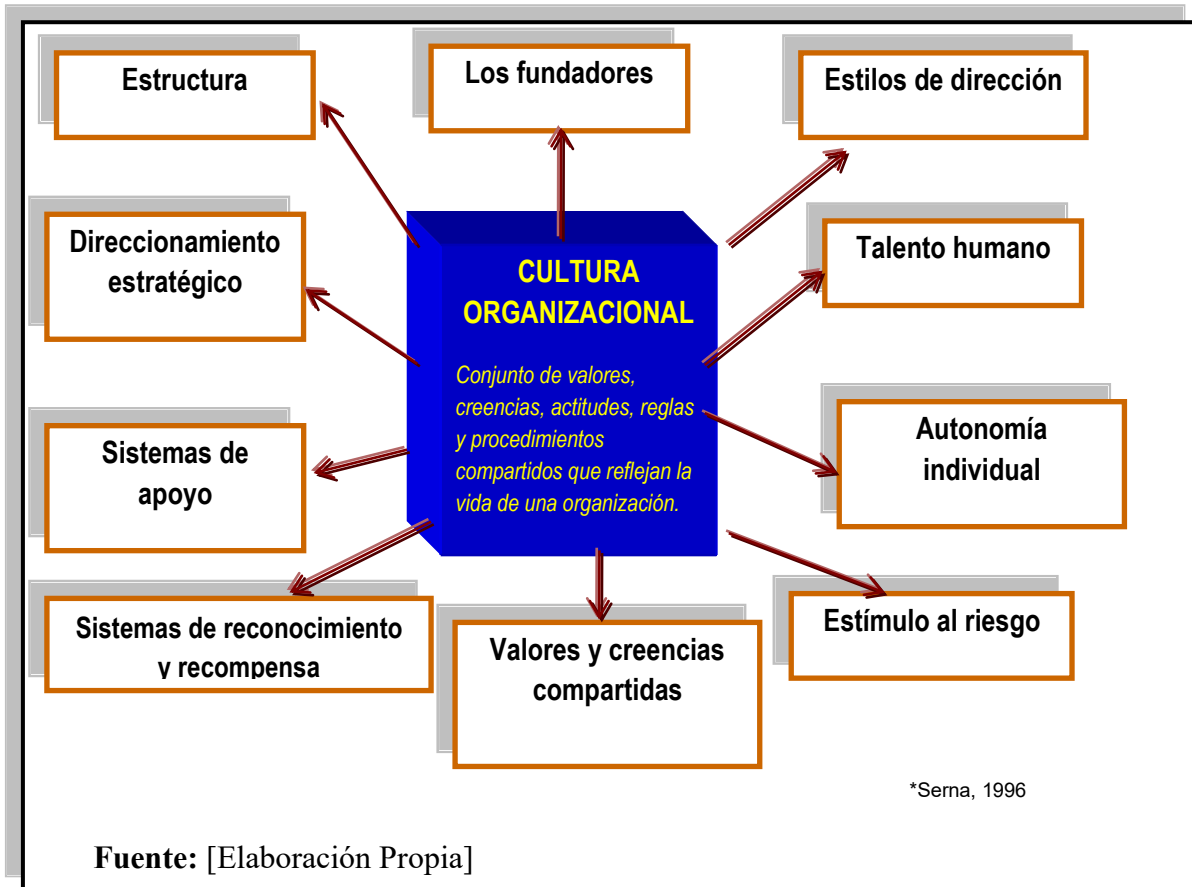 Estructura
Los fundadores
Estilos de dirección
Direccionamiento
estratégico
Talento humano
CULTURA
ORGANIZACIONAL
Conjunto de valores,
creencias, actitudes, reglas
y procedimientos
compartidos que reflejan la
vida de una organización.
Sistemas de
apoyo
Autonomía
individual
Sistemas de reconocimiento
y recompensa
Valores y creencias
compartidas
Estímulo al riesgo
*Serna, 1996
Fuente: [Elaboración Propia]